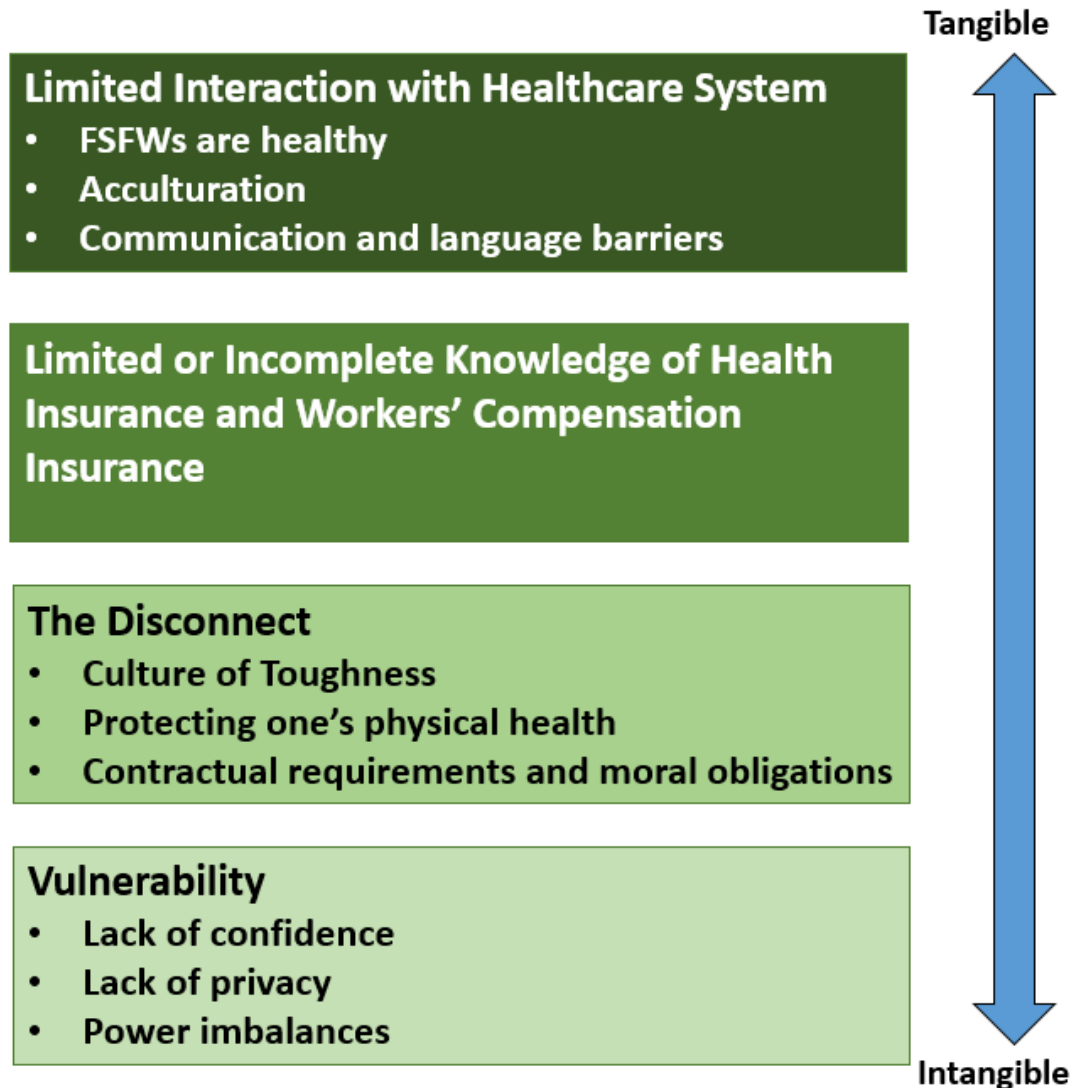 Tangible
Limited Interaction with Healthcare System
• FSFWs are healthy
• Acculturation
• Communication and language barriers
Limited or Incomplete Knowledge of Health
Insurance and Workers’ Compensation
Insurance
The Disconnect
• Culture of Toughness
• Protecting one’s physical health
• Contractual requirements and moral obligations
Vulnerability
• Lack of confidence
• Lack of privacy
• Power imbalances
Intangible